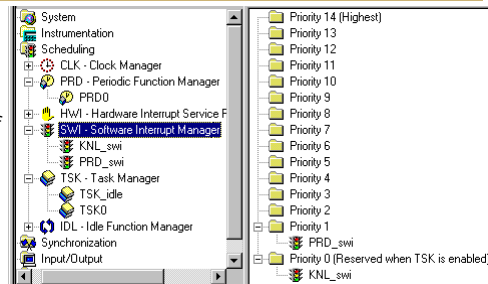 System
Instrumentation
Scheduling
CLK - Clock Manager
PRD - Periodic Function Manager
PRD0
HWI - Hardware Interrupt Service
SWI - Software Interrupt Manager
KNL_swi
PRD_swi
TSK - Task Manager
TSK_idle
TSK0
IDL - Idle Function Manager
Synchronization
Input/Output
Priority 14 (Highest)
Priority 13
Priority 12
Priority 11
Priority 10
Priority 9
Priority 8
Priority 7
Priority 6
Priority 5
Priority 4
Priority 3
Priority 2
Priority 1
PRD_swi
Priority 0 (Reserved when TSK is enabled)
KNL_swi